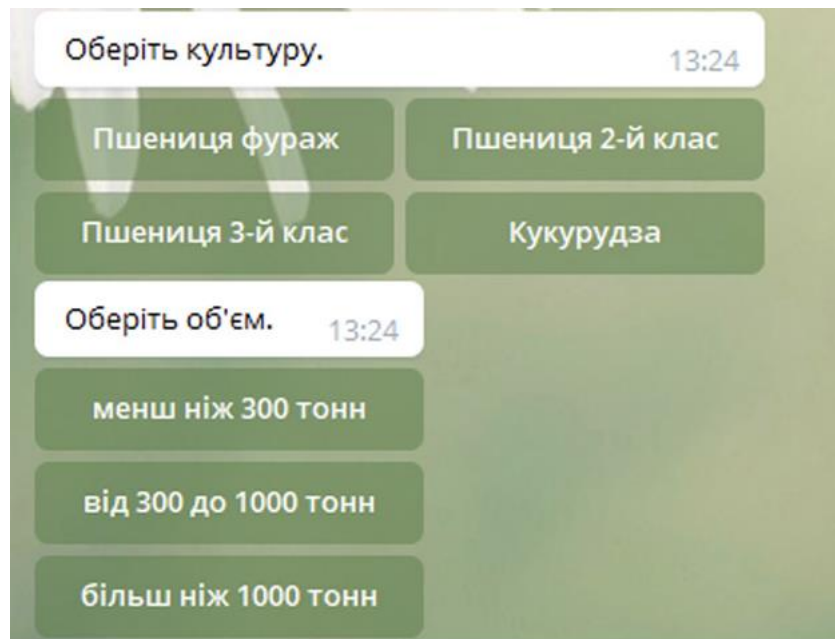 Оберіть культуру.
13:24
Пшениця фураж
Пшениця 2-й клас
Пшениця 3-й клас
Кукурудза
Оберіть об'єм.
13:24
менш ніж 300 тонн
від 300 до 1000 тонн
більш ніж 1000 тонн